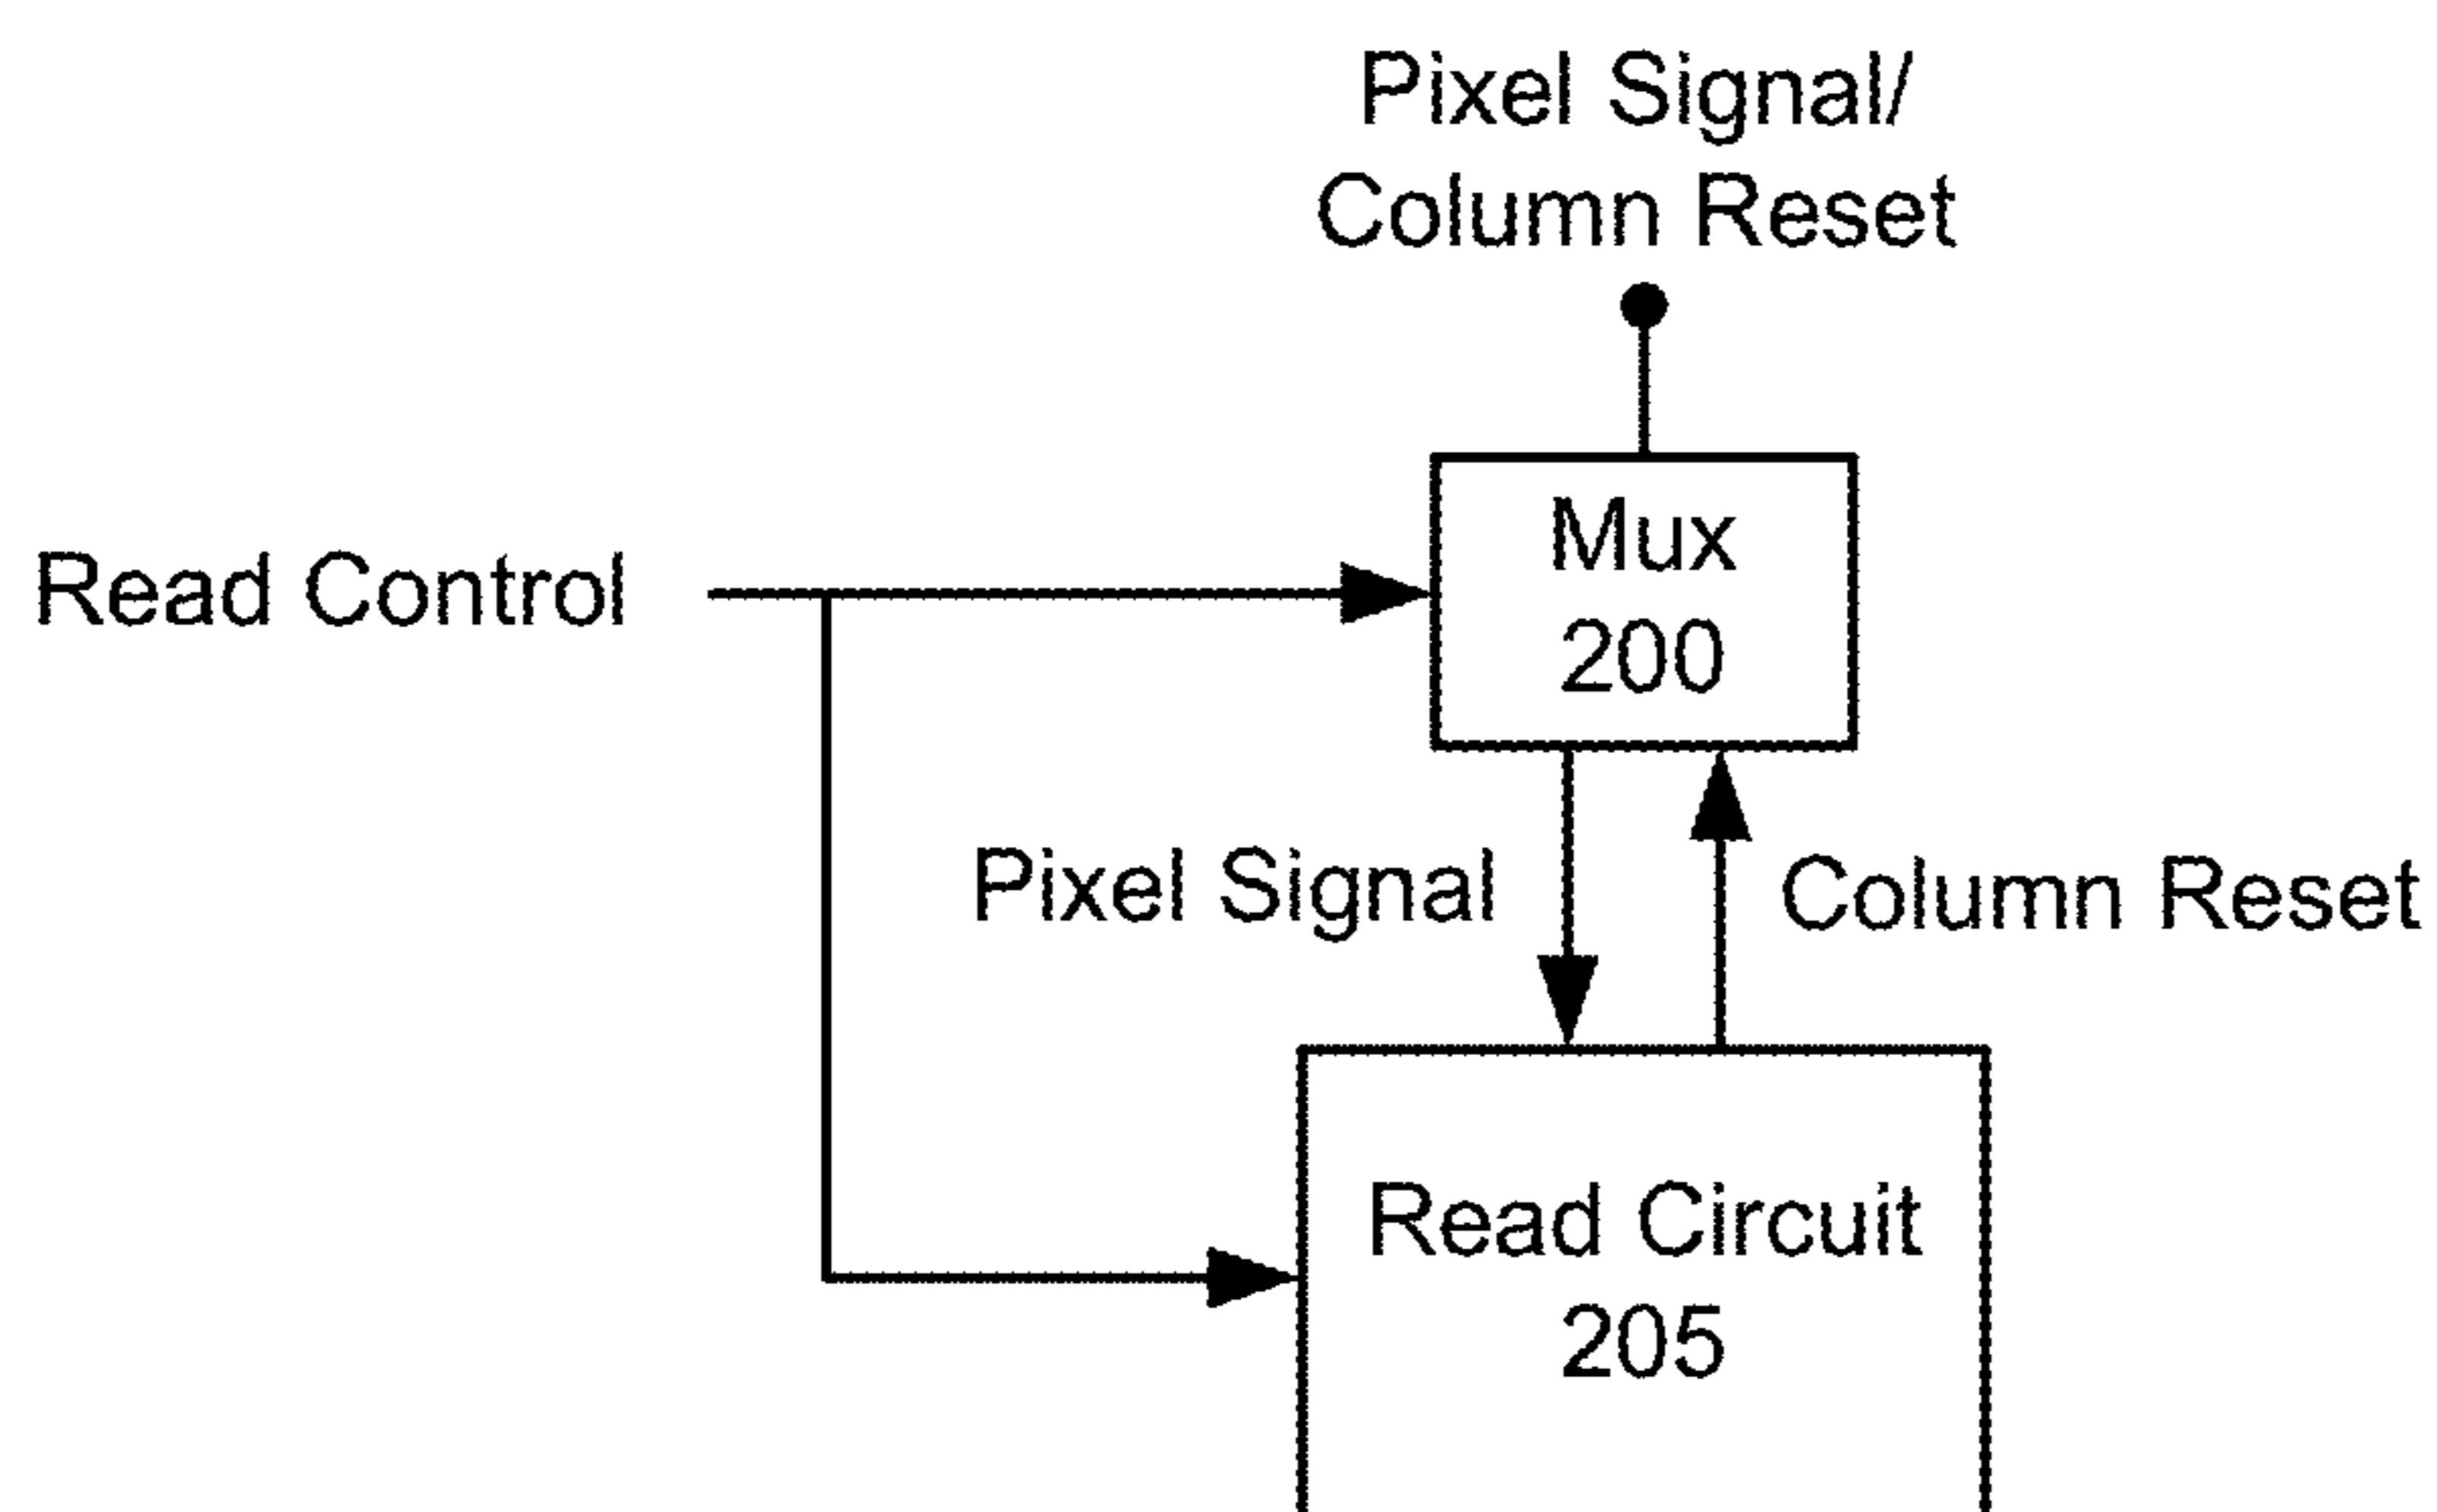 Pixel Signal/
Column Reset
Read Control
Mux
200
Pixel Signal
Column Reset
Read Circuit
205